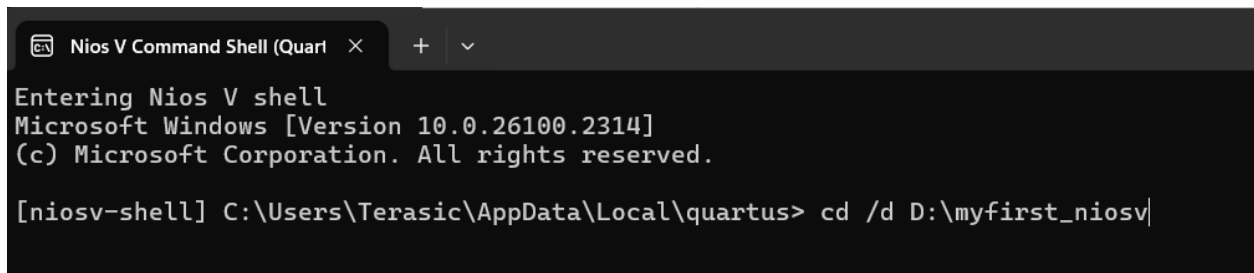 Nios V Command Shell (Quart
Entering Nios V shell
Microsoft Windows [Version 10.0.26100.2314]
(c) Microsoft Corporation. All rights reserved.
[niosv-shell] C:\Users\Terasic\AppData\Local\quartus> cd /d D:\myfirst_niosv